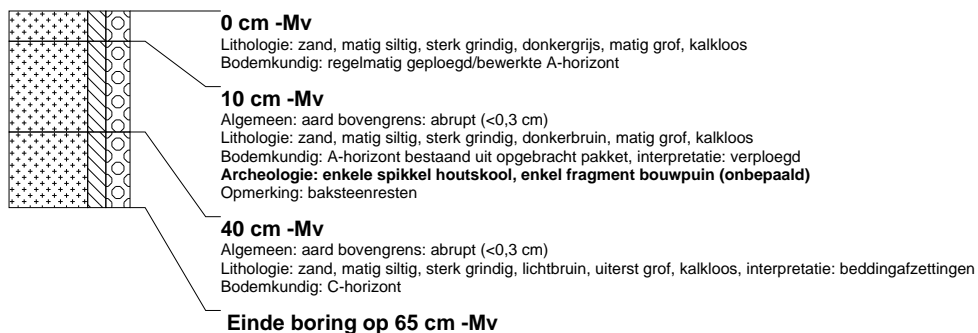 0 cm -Mv
Lithologie: zand, matig siltig, sterk grindig, donkergrijs, matig grof, kalkloos
Bodemkundig: regelmatig geploegd/bewerkte A-horizont
10 cm -Mv
Algemeen: aard bovengrens: abrupt (<0,3 cm)
Lithologie: zand, matig siltig, sterk grindig, donkerbruin, matig grof, kalkloos
Bodemkundig: A-horizont bestaand uit opgebracht pakket, interpretatie: verploegd
Archeologie: enkele spikkel houtskool, enkel fragment bouwpuin (onbepaald)
Opmerking: baksteenresten
40 cm -Mv
Algemeen: aard bovengrens: abrupt (<0,3 cm)
Lithologie: zand, matig siltig, sterk grindig, lichtbruin, uiterst grof, kalkloos, interpretatie: beddingafzettingen
Bodemkundig: C-horizont
Einde boring op 65 cm -Mv